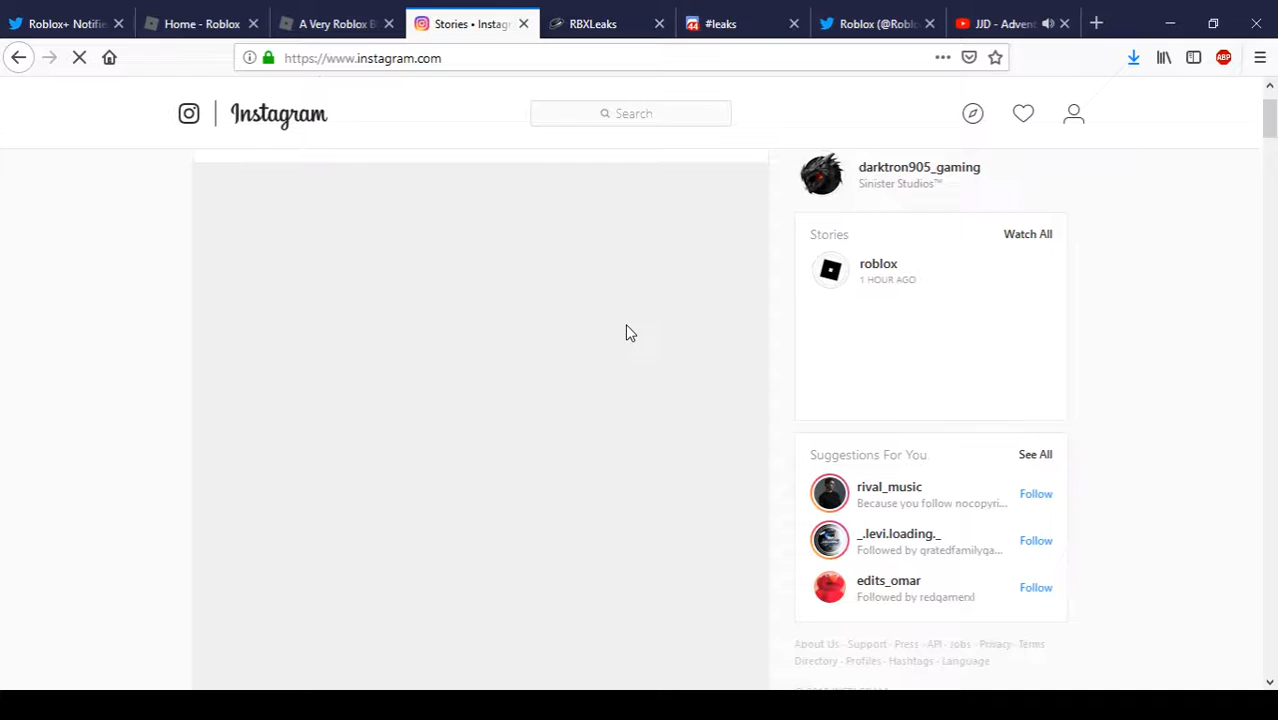 Roblox+ Notifie
Home - Roblox
A Very Roblox B
Stories • Instagr
RBXLeaks
#leaks
Roblox (@Roblo
JJD - Advent
https://www.instagram.com
Instagram
Search
darktron905_gaming
Sinister Studios™
Stories
Watch All
roblox
1 HOUR AGO
Suggestions For You
See All
rival_music
Because you follow nocopyri...
Follow
_.levi.loading._
Followed by qratedfamilyga...
Follow
edits_omar
Followed by redgamerxl
Follow
About Us · Support · Press · API · Jobs · Privacy · Terms
Directory · Profiles · Hashtags · Language